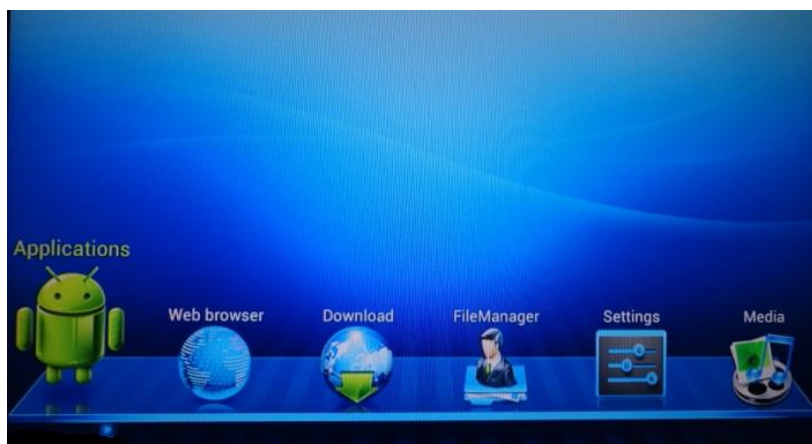 Applications
Web browser
Download
FileManager
Settings
Media